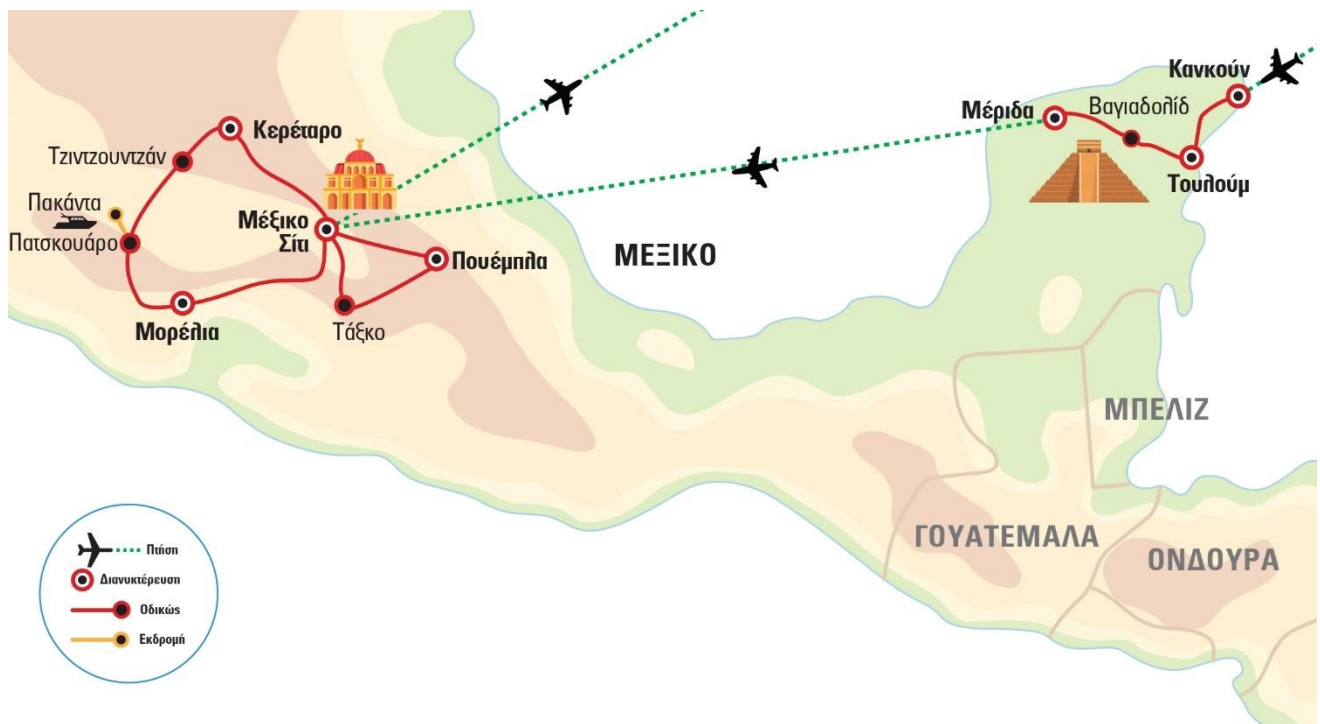 Κερέταρο
Τζιντζουντζάν
Πακάντα
Πατσκουάρο
Μορέλια
Μέξικο
Σίτι
Πουέμπλα
Τάξκο
ΜΕΞΙΚΟ
Μέριδα
Βαγιαδολίδ
Κανκούν
Τουλούμ
ΜΠΕΛΙΖ
ΓΟΥΑΤΕΜΑΛΑ
ΟΝΔΟΥΡΑ
Πτήση
Διανυκτέρευση
Οδικώς
Εκδρομή